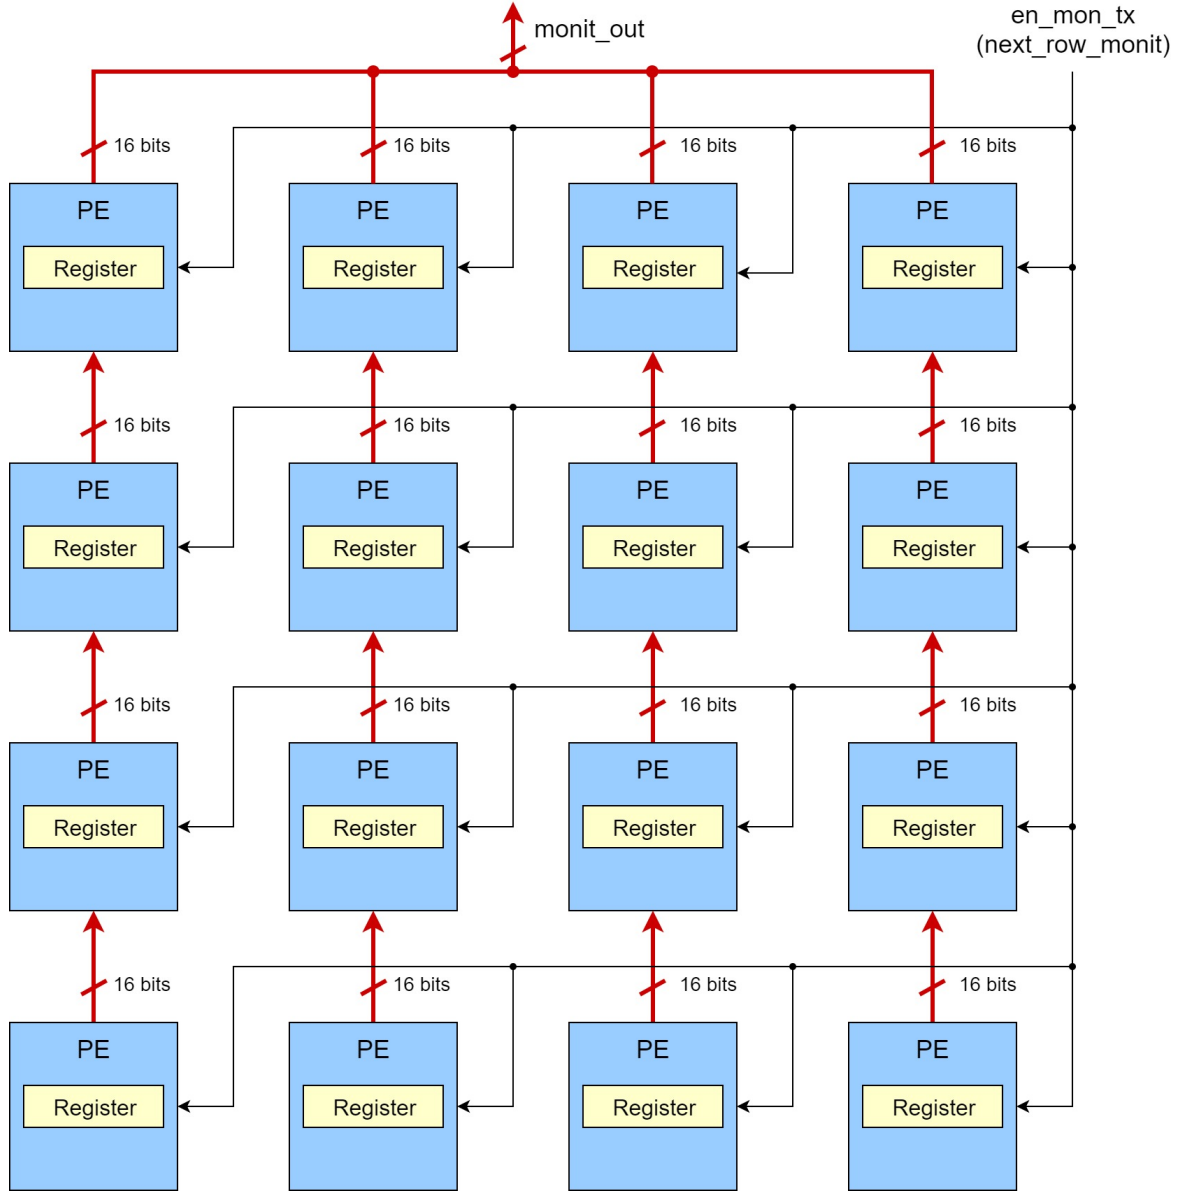 monit_out
en_mon_tx
(next_row_monit)
16 bits 16 bits 16 bits 16 bits
PE PE PE PE
Register Register Register Register
16 bits 16 bits 16 bits 16 bits
PE PE PE PE
Register Register Register Register
16 bits 16 bits 16 bits 16 bits
PE PE PE PE
Register Register Register Register
16 bits 16 bits 16 bits 16 bits
PE PE PE PE
Register Register Register Register